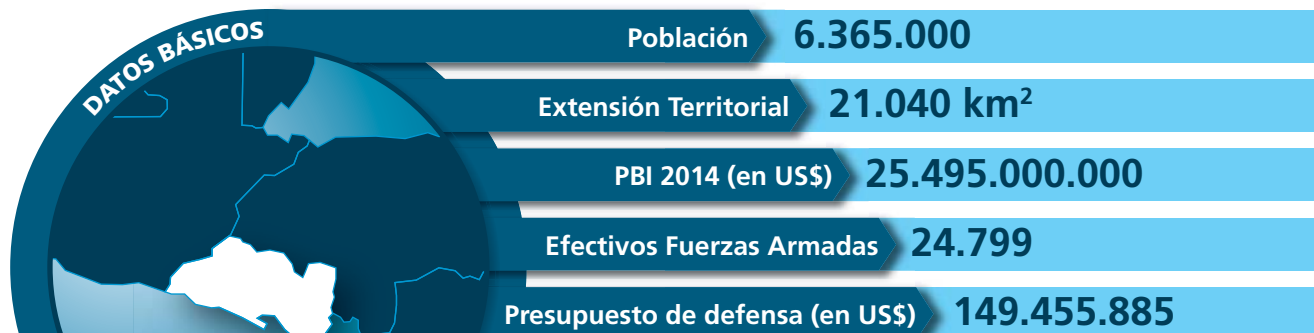 DATOS BÁSICOS
Población 6.365.000
Extensión Territorial 21.040 km²
PBI 2014 (en US$) 25.495.000.000
Efectivos Fuerzas Armadas 24.799
Presupuesto de defensa (en US$) 149.455.885